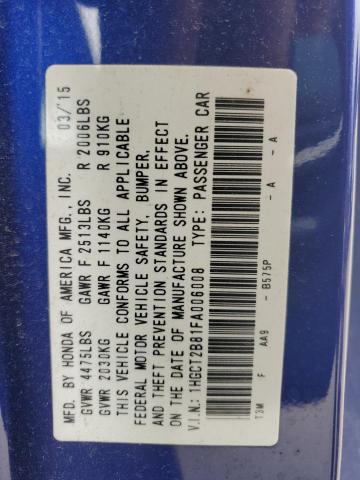 MFD. BY HONDA OF AMERICA MFG., INC. 03/'15
GVWR 4475LBS GAWR F 2513LBS R 2006LBS
GVWR 2030KG GAWR F 1140KG R 910KG
THIS VEHICLE CONFORMS TO ALL APPLICABLE
FEDERAL MOTOR VEHICLE SAFETY, BUMPER,
AND THEFT PREVENTION STANDARDS IN EFFECT
ON THE DATE OF MANUFACTURE SHOWN ABOVE.
V.I.N.: 1HGCT2B81FA006008 TYPE: PASSENGER CAR
T3M F AA9 - B575P - A - A